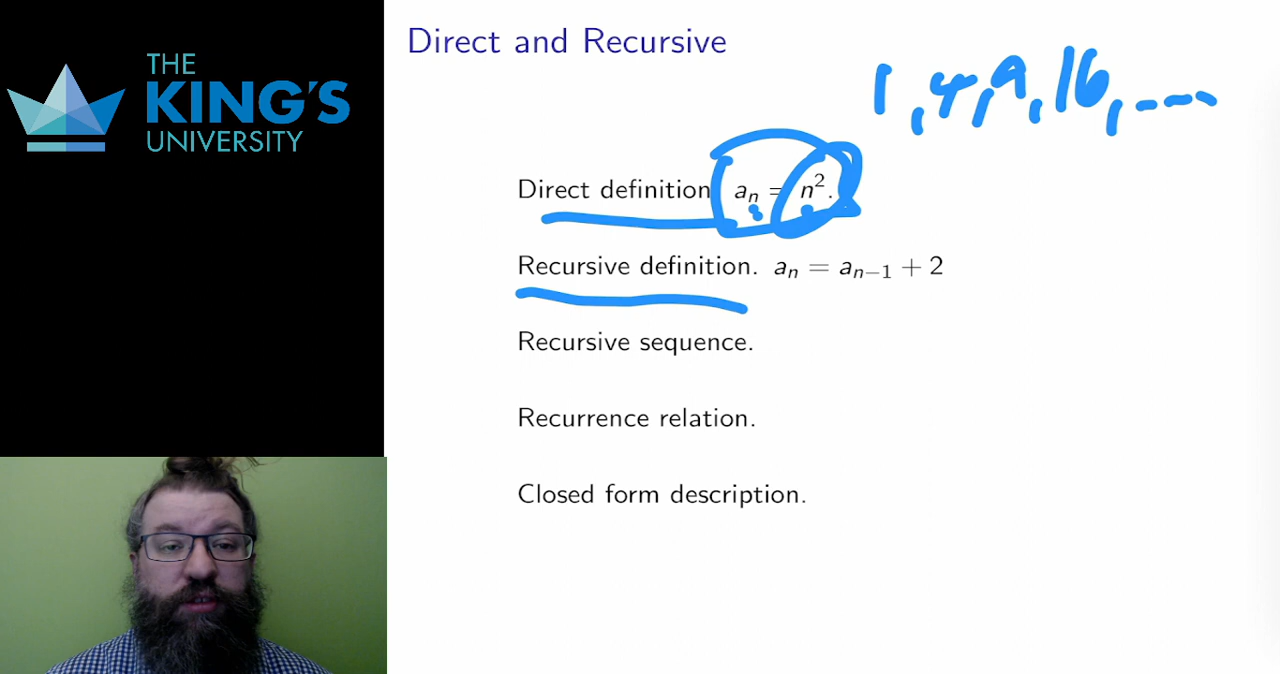 THE
KING'S
UNIVERSITY
Direct and Recursive
1, 4, 9, 16, ----
Direct definition aₙ = n².
Recursive definition. aₙ = aₙ₋₁ + 2
Recursive sequence.
Recurrence relation.
Closed form description.